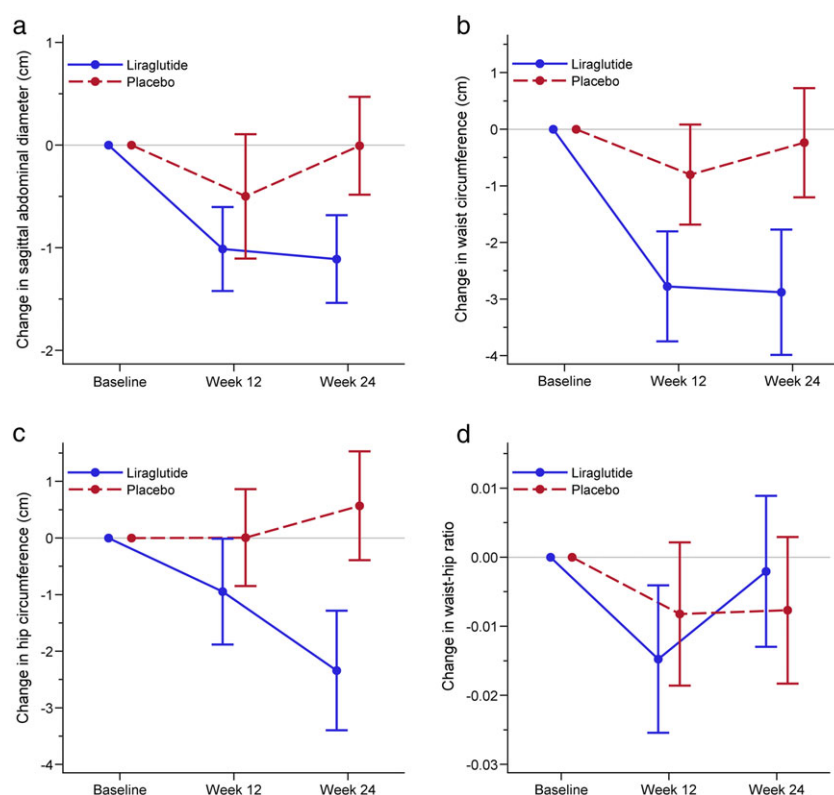 a
Change in sagittal abdominal diameter (cm)
1
0
-1
-2
Liraglutide
Placebo
Baseline Week 12 Week 24
b
Change in waist circumference (cm)
1
0
-1
-2
-3
-4
Liraglutide
Placebo
Baseline Week 12 Week 24
c
Change in hip circumference (cm)
1
0
-1
-2
-3
-4
Liraglutide
Placebo
Baseline Week 12 Week 24
d
Change in waist-hip ratio
0.01
0.00
-0.01
-0.02
-0.03
Liraglutide
Placebo
Baseline Week 12 Week 24